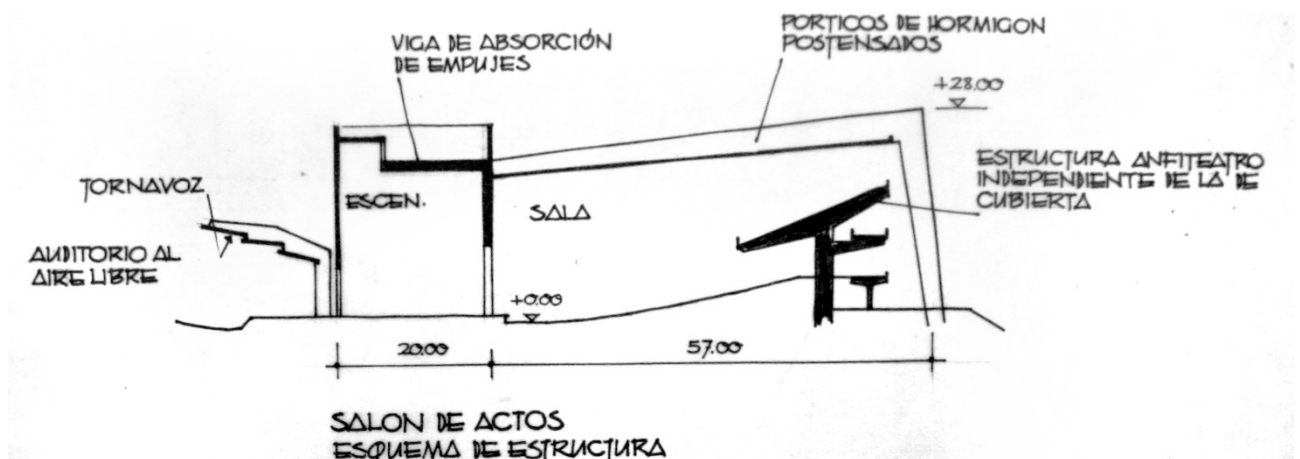 VIGA DE ABSORCIÓN
DE EMPUJES
PORTICOS DE HORMIGON
POSTENSADOS
+28.00
ESTRUCTURA ANFITEATRO
INDEPENDIENTE DE LA DE
CUBIERTA
TORNAVOZ
ESCEN.
SALA
AUDITORIO AL
AIRE LIBRE
+0.00
20.00
57.00
SALON DE ACTOS
ESQUEMA DE ESTRUCTURA